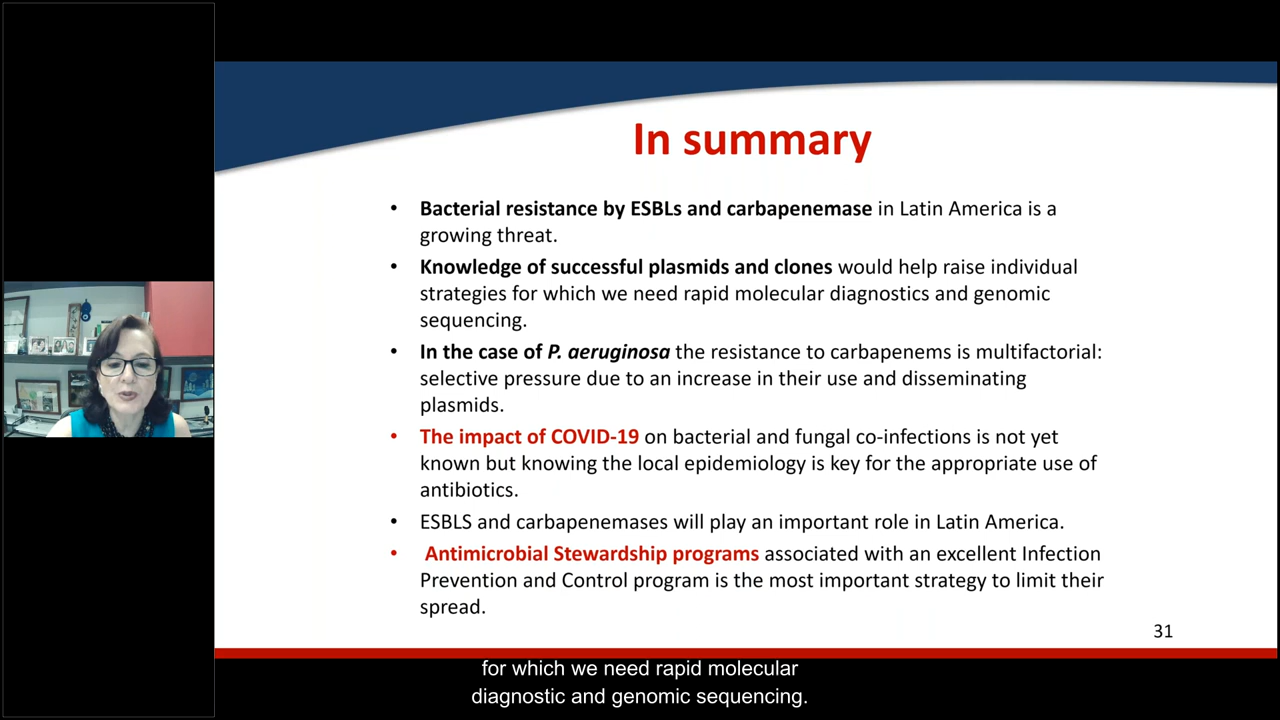 In summary
• Bacterial resistance by ESBLs and carbapenemase in Latin America is a
growing threat.
• Knowledge of successful plasmids and clones would help raise individual
strategies for which we need rapid molecular diagnostics and genomic
sequencing.
• In the case of P. aeruginosa the resistance to carbapenems is multifactorial:
selective pressure due to an increase in their use and disseminating
plasmids.
• The impact of COVID-19 on bacterial and fungal co-infections is not yet
known but knowing the local epidemiology is key for the appropriate use of
antibiotics.
• ESBLS and carbapenemases will play an important role in Latin America.
• Antimicrobial Stewardship programs associated with an excellent Infection
Prevention and Control program is the most important strategy to limit their
spread.
31
for which we need rapid molecular
diagnostic and genomic sequencing.